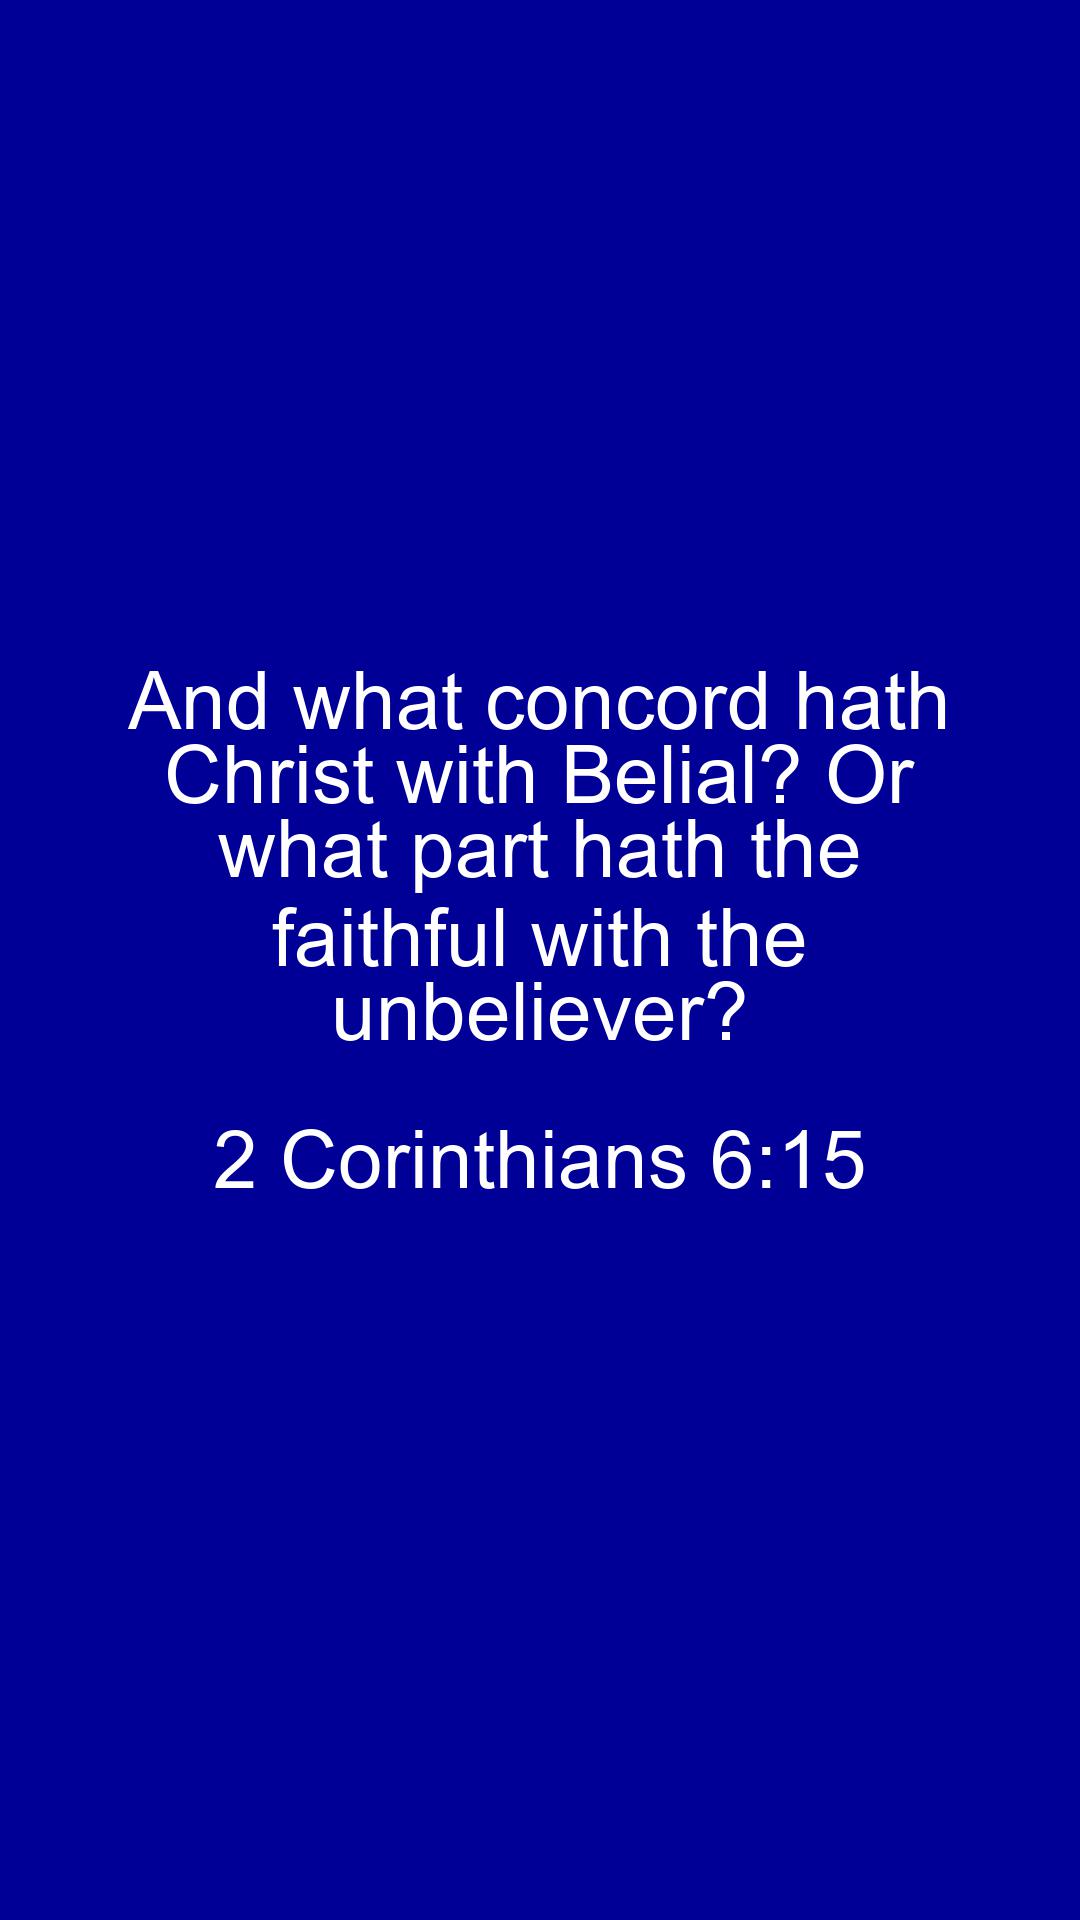 And what concord hath
Christ with Belial? Or
what part hath the
faithful with the
unbeliever?
2 Corinthians 6:15